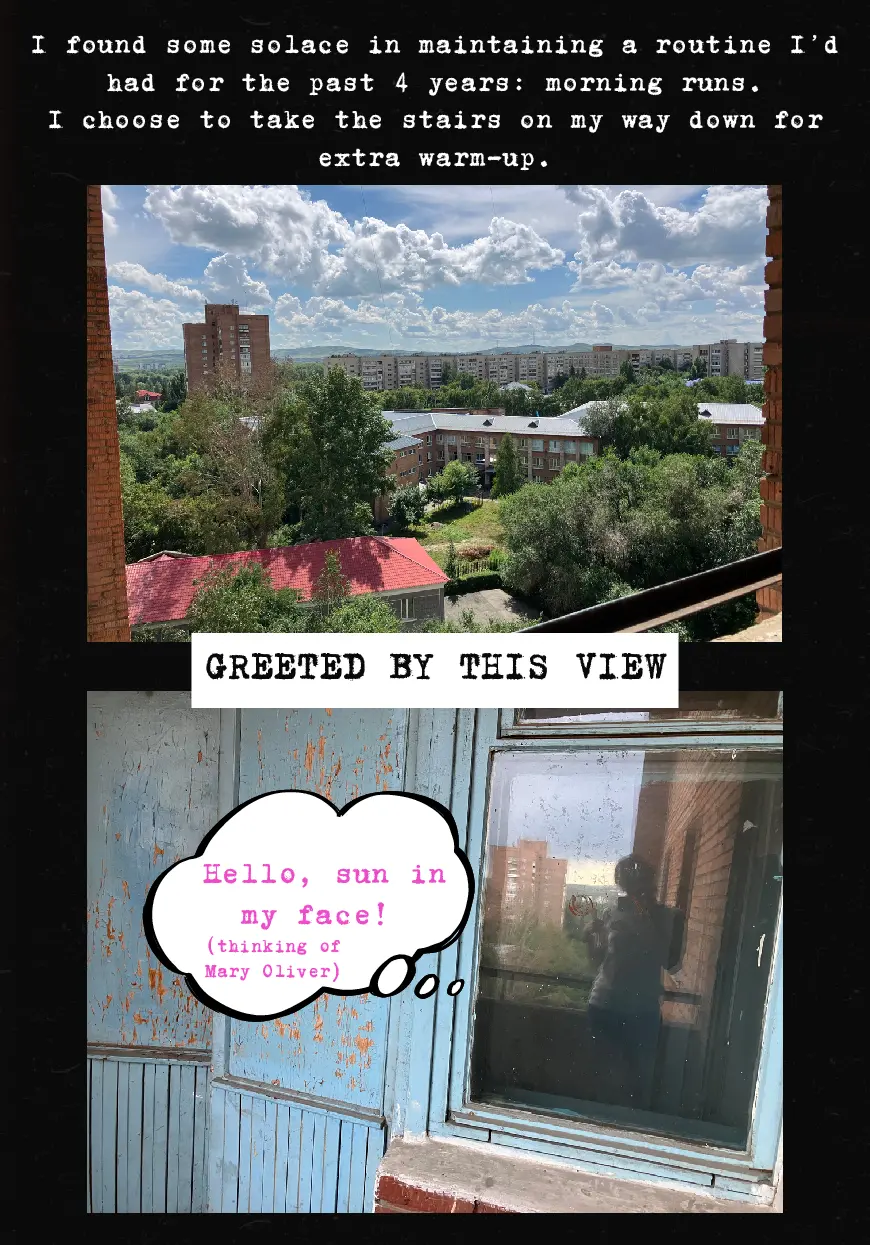 I found some solace in maintaining a routine I'd
had for the past 4 years: morning runs.
I choose to take the stairs on my way down for
extra warm-up.
GREETED BY THIS VIEW
Hello, sun in
my face!
(thinking of
Mary Oliver)